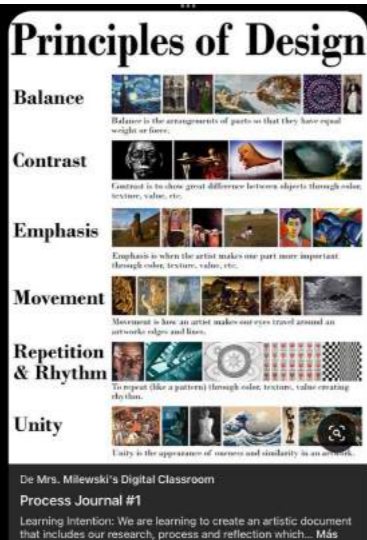 Principles of Design
Balance
Balance is the arrangements of parts so that they have equal
weight or force.
Contrast
Contrast is to show great difference between objects through color,
texture, value, etc.
Emphasis
Emphasis is when the artist makes one part more important
through color, texture, value, etc.
Movement
Movement is how an artist makes our eyes travel around an
artworks edges and lines.
Repetition
& Rhythm
To repeat (like a pattern) through color, texture, value creating
rhythm.
Unity
Unity is the appearance of oneness and similarity in an artwork.
De Mrs. Milewski's Digital Classroom
Process Journal #1
Learning Intention: We are learning to create an artistic document
that includes our research, process and reflection which... Más